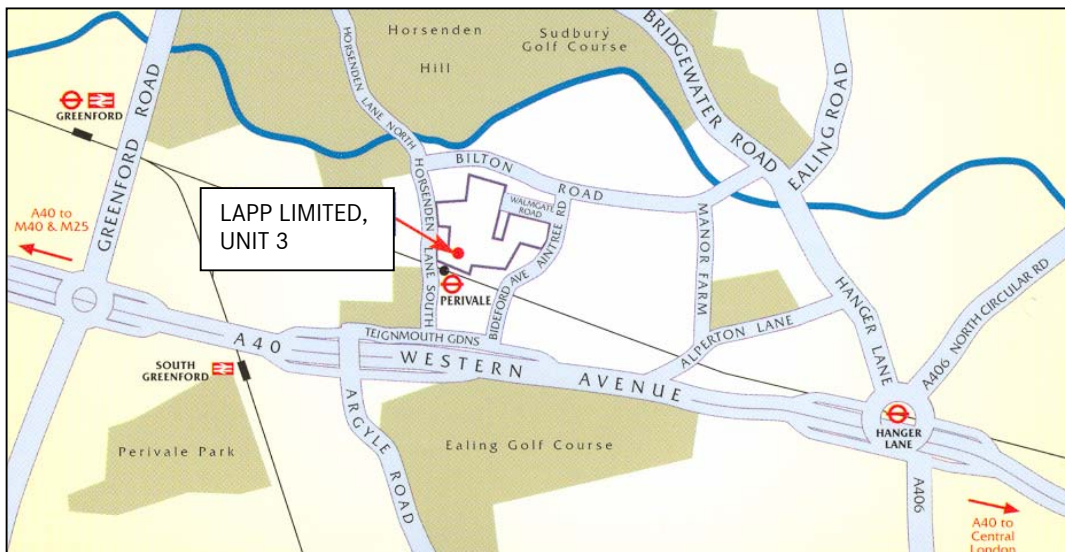 Horsenden
Hill
Sudbury
Golf Course
BRIDGEWATER ROAD
EALING ROAD
GREENFORD
GREENFORD ROAD
HORSENDEN LANE NORTH
HORSENDEN LANE SOUTH
BILTON ROAD
WALMGATE
ROAD
AINTREE RD
BIDEFORD AVE
MANOR FARM
LAPP LIMITED,
UNIT 3
A40 to
M40 & M25
PERIVALE
TEIGNMOUTH GDNS
A40
WESTERN AVENUE
ALPERTON LANE
HANGER LANE
A406 NORTH CIRCULAR RD
SOUTH
GREENFORD
ARGYLE ROAD
Perivale Park
Ealing Golf Course
HANGER
LANE
A406
A40 to
Central
London